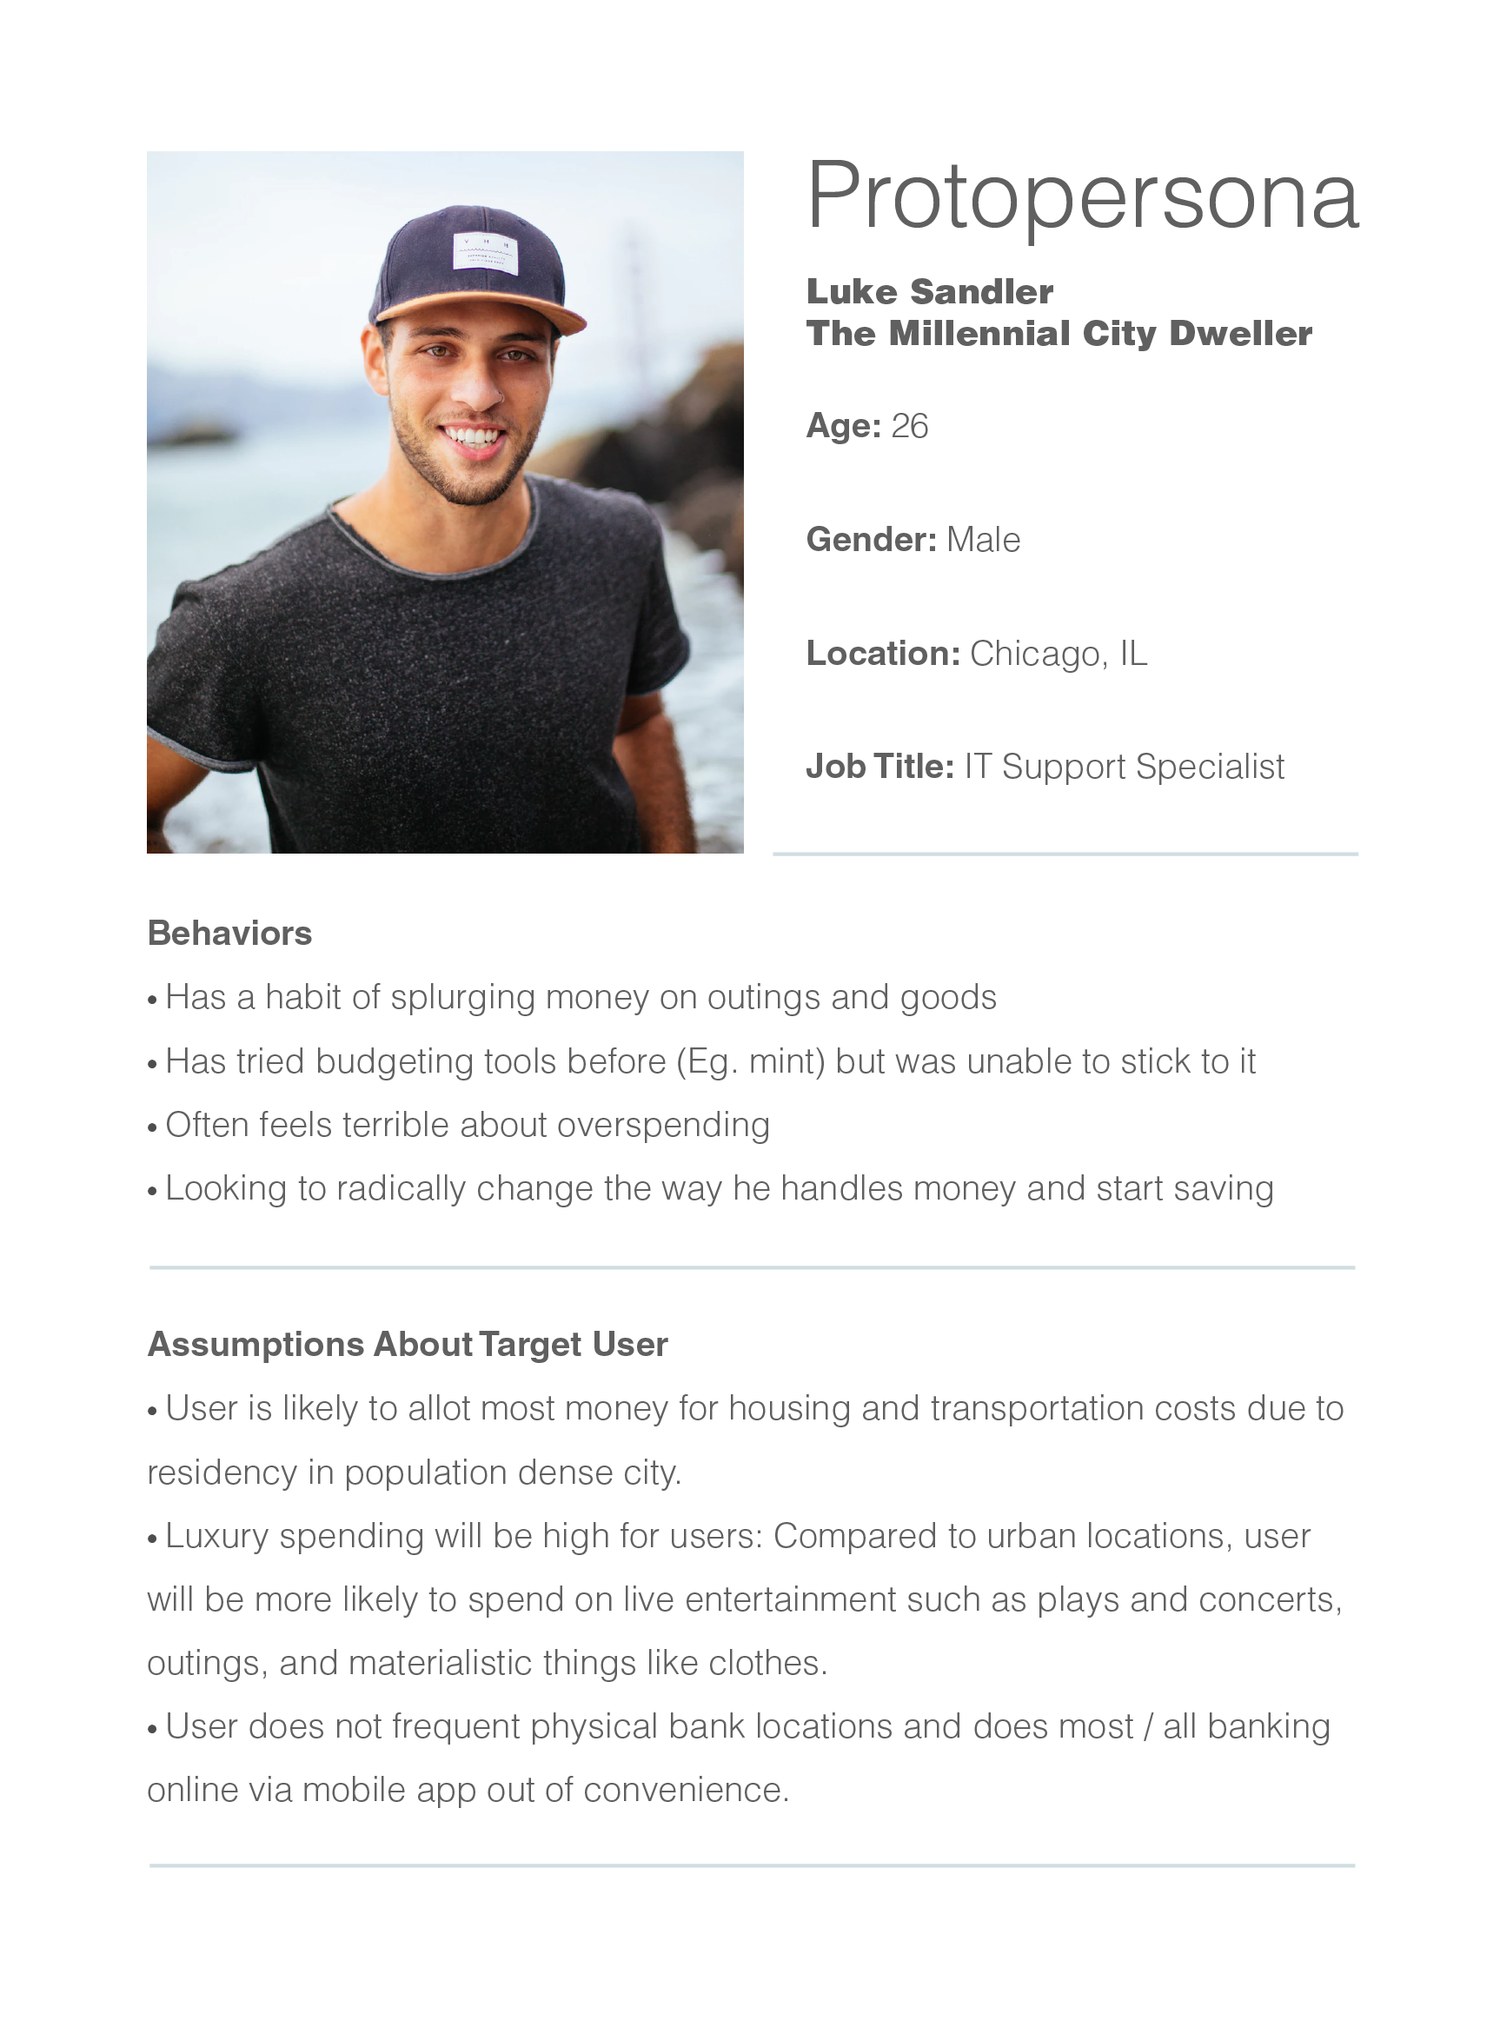 Protopersona
Luke Sandler
The Millennial City Dweller
Age: 26
Gender: Male
Location: Chicago, IL
Job Title: IT Support Specialist
V H H
Behaviors
• Has a habit of splurging money on outings and goods
• Has tried budgeting tools before (Eg. mint) but was unable to stick to it
• Often feels terrible about overspending
• Looking to radically change the way he handles money and start saving
Assumptions About Target User
• User is likely to allot most money for housing and transportation costs due to
residency in population dense city.
• Luxury spending will be high for users: Compared to urban locations, user
will be more likely to spend on live entertainment such as plays and concerts,
outings, and materialistic things like clothes.
• User does not frequent physical bank locations and does most / all banking
online via mobile app out of convenience.